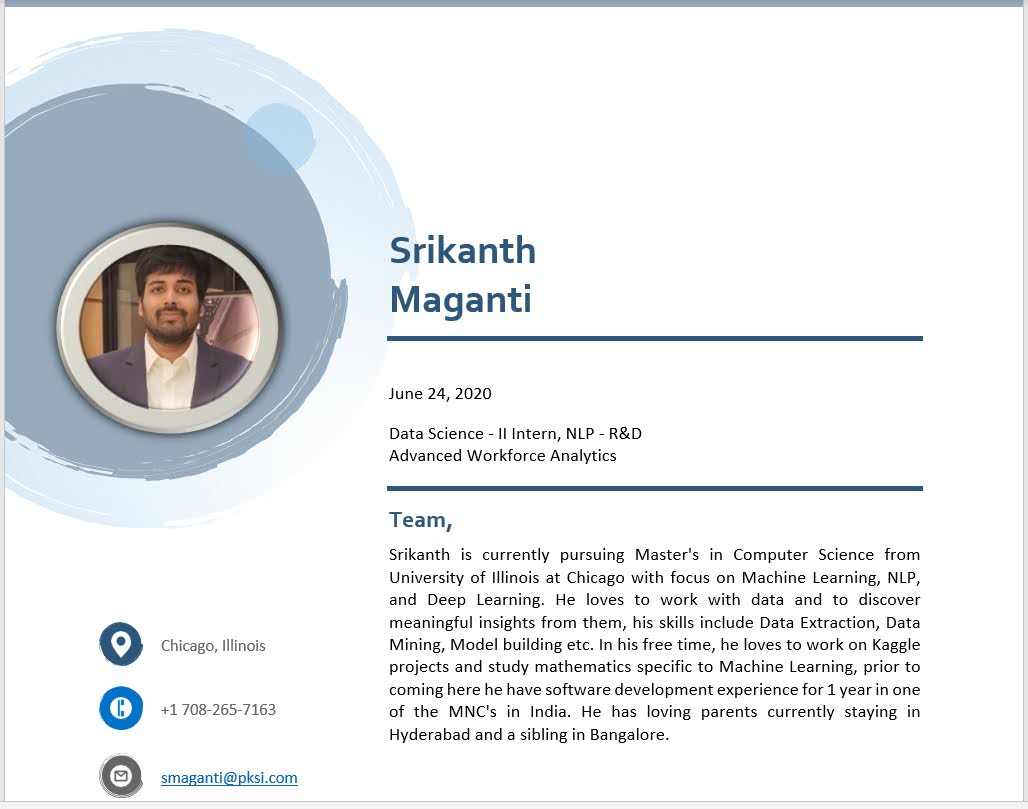 Srikanth
Maganti
June 24, 2020
Data Science - II Intern, NLP - R&D
Advanced Workforce Analytics
Team,
Srikanth is currently pursuing Master's in Computer Science from
University of Illinois at Chicago with focus on Machine Learning, NLP,
and Deep Learning. He loves to work with data and to discover
meaningful insights from them, his skills include Data Extraction, Data
Mining, Model building etc. In his free time, he loves to work on Kaggle
projects and study mathematics specific to Machine Learning, prior to
coming here he have software development experience for 1 year in one
of the MNC's in India. He has loving parents currently staying in
Hyderabad and a sibling in Bangalore.
Chicago, Illinois
+1 708-265-7163
smaganti@pksi.com